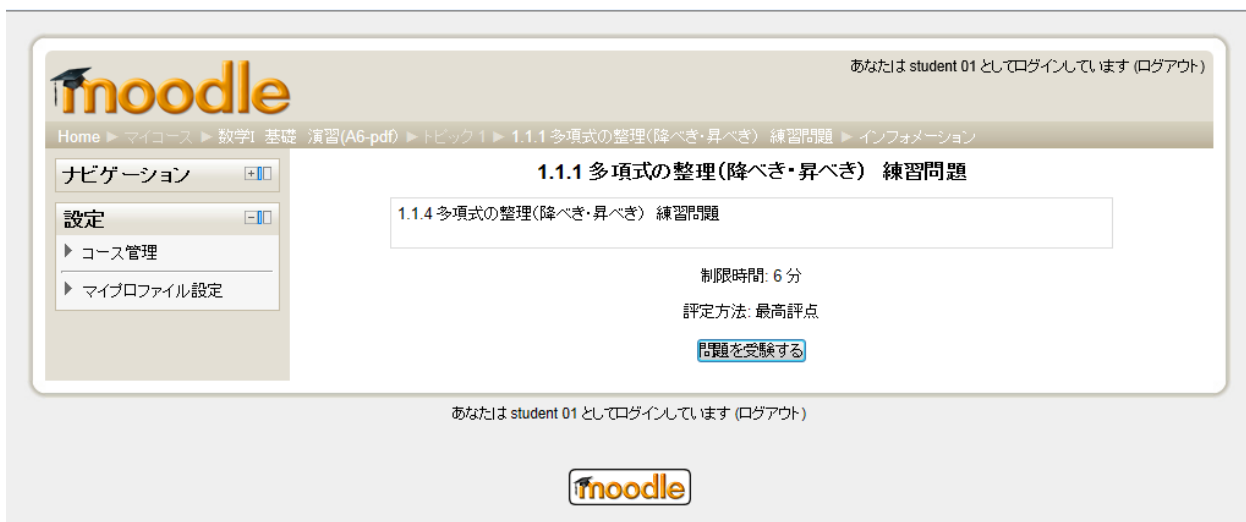 moodle
あなたは student 01 としてログインしています (ログアウト)
Home ► マイコース ► 数学I 基礎 演習(A6-pdf) ► トピック 1 ► 1.1.1 多項式の整理(降べき・昇べき) 練習問題 ► インフォメーション
ナビゲーション
設定
コース管理
マイプロファイル設定
1.1.1 多項式の整理(降べき・昇べき) 練習問題
1.1.4 多項式の整理(降べき・昇べき) 練習問題
制限時間: 6 分
評定方法: 最高評点
問題を受験する
あなたは student 01 としてログインしています (ログアウト)
moodle